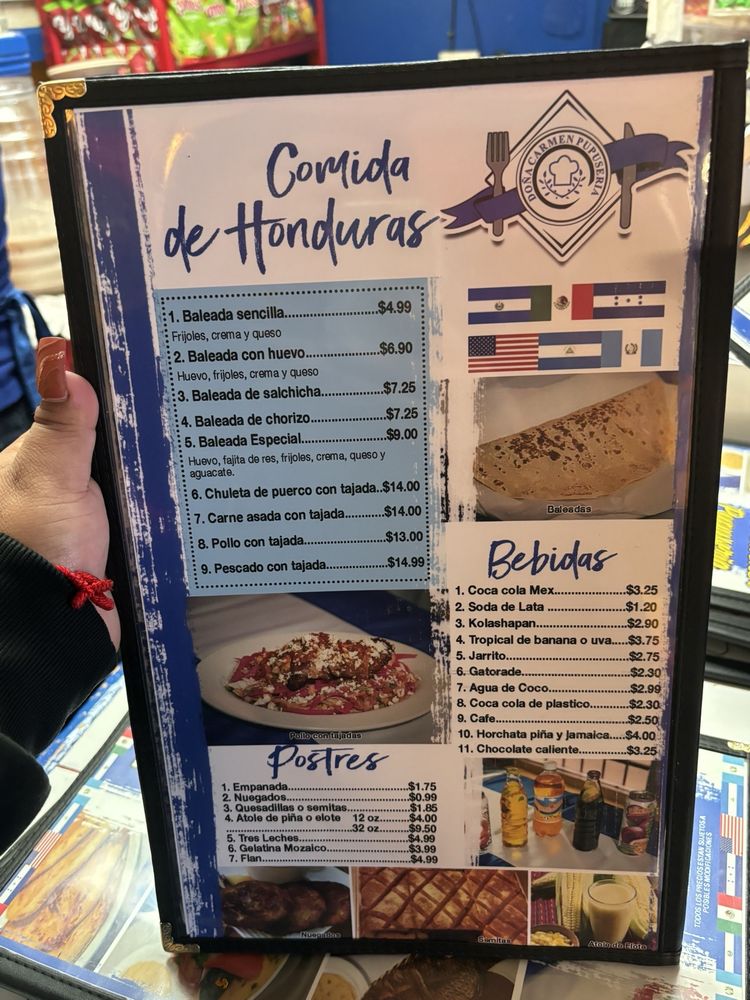 Comida
de Honduras
DOÑA CARMEN PUPUSERIA
1. Baleada sencilla..............................$4.99
Frijoles, crema y queso
2. Baleada con huevo.......................$6.90
Huevo, frijoles, crema y queso
3. Baleada de salchicha...................$7.25
4. Baleada de chorizo.......................$7.25
5. Baleada Especial..........................$9.00
Huevo, fajita de res, frijoles, crema, queso y
aguacate.
6. Chuleta de puerco con tajada..$14.00
7. Carne asada con tajada............$14.00
8. Pollo con tajada.........................$13.00
9. Pescado con tajada...................$14.99
Baleadas
Pollo con tajadas
Bebidas
1. Coca cola Mex....................$3.25
2. Soda de Lata ......................$1.20
3. Kolashapan.........................$2.90
4. Tropical de banana o uva....$3.75
5. Jarrito...................................$2.75
6. Gatorade..............................$2.30
7. Agua de Coco......................$2.99
8. Coca cola de plastico..........$2.30
9. Cafe......................................$2.50
10. Horchata piña y jamaica....$4.00
11. Chocolate caliente.............$3.25
Postres
1. Empanada..............................$1.75
2. Nuegados...............................$0.99
3. Quesadillas o semitas.............$1.85
4. Atole de piña o elote 12 oz.......$4.00
.................................32 oz.......$9.50
5. Tres Leches............................$4.99
6. Gelatina Mozaico....................$3.99
7. Flan........................................$4.99
Nuegados
Semitas
Atole de Elote
TODOS LOS PRECIOS ESTAN SUJETOS A
POSIBLES MODIFICACIONES